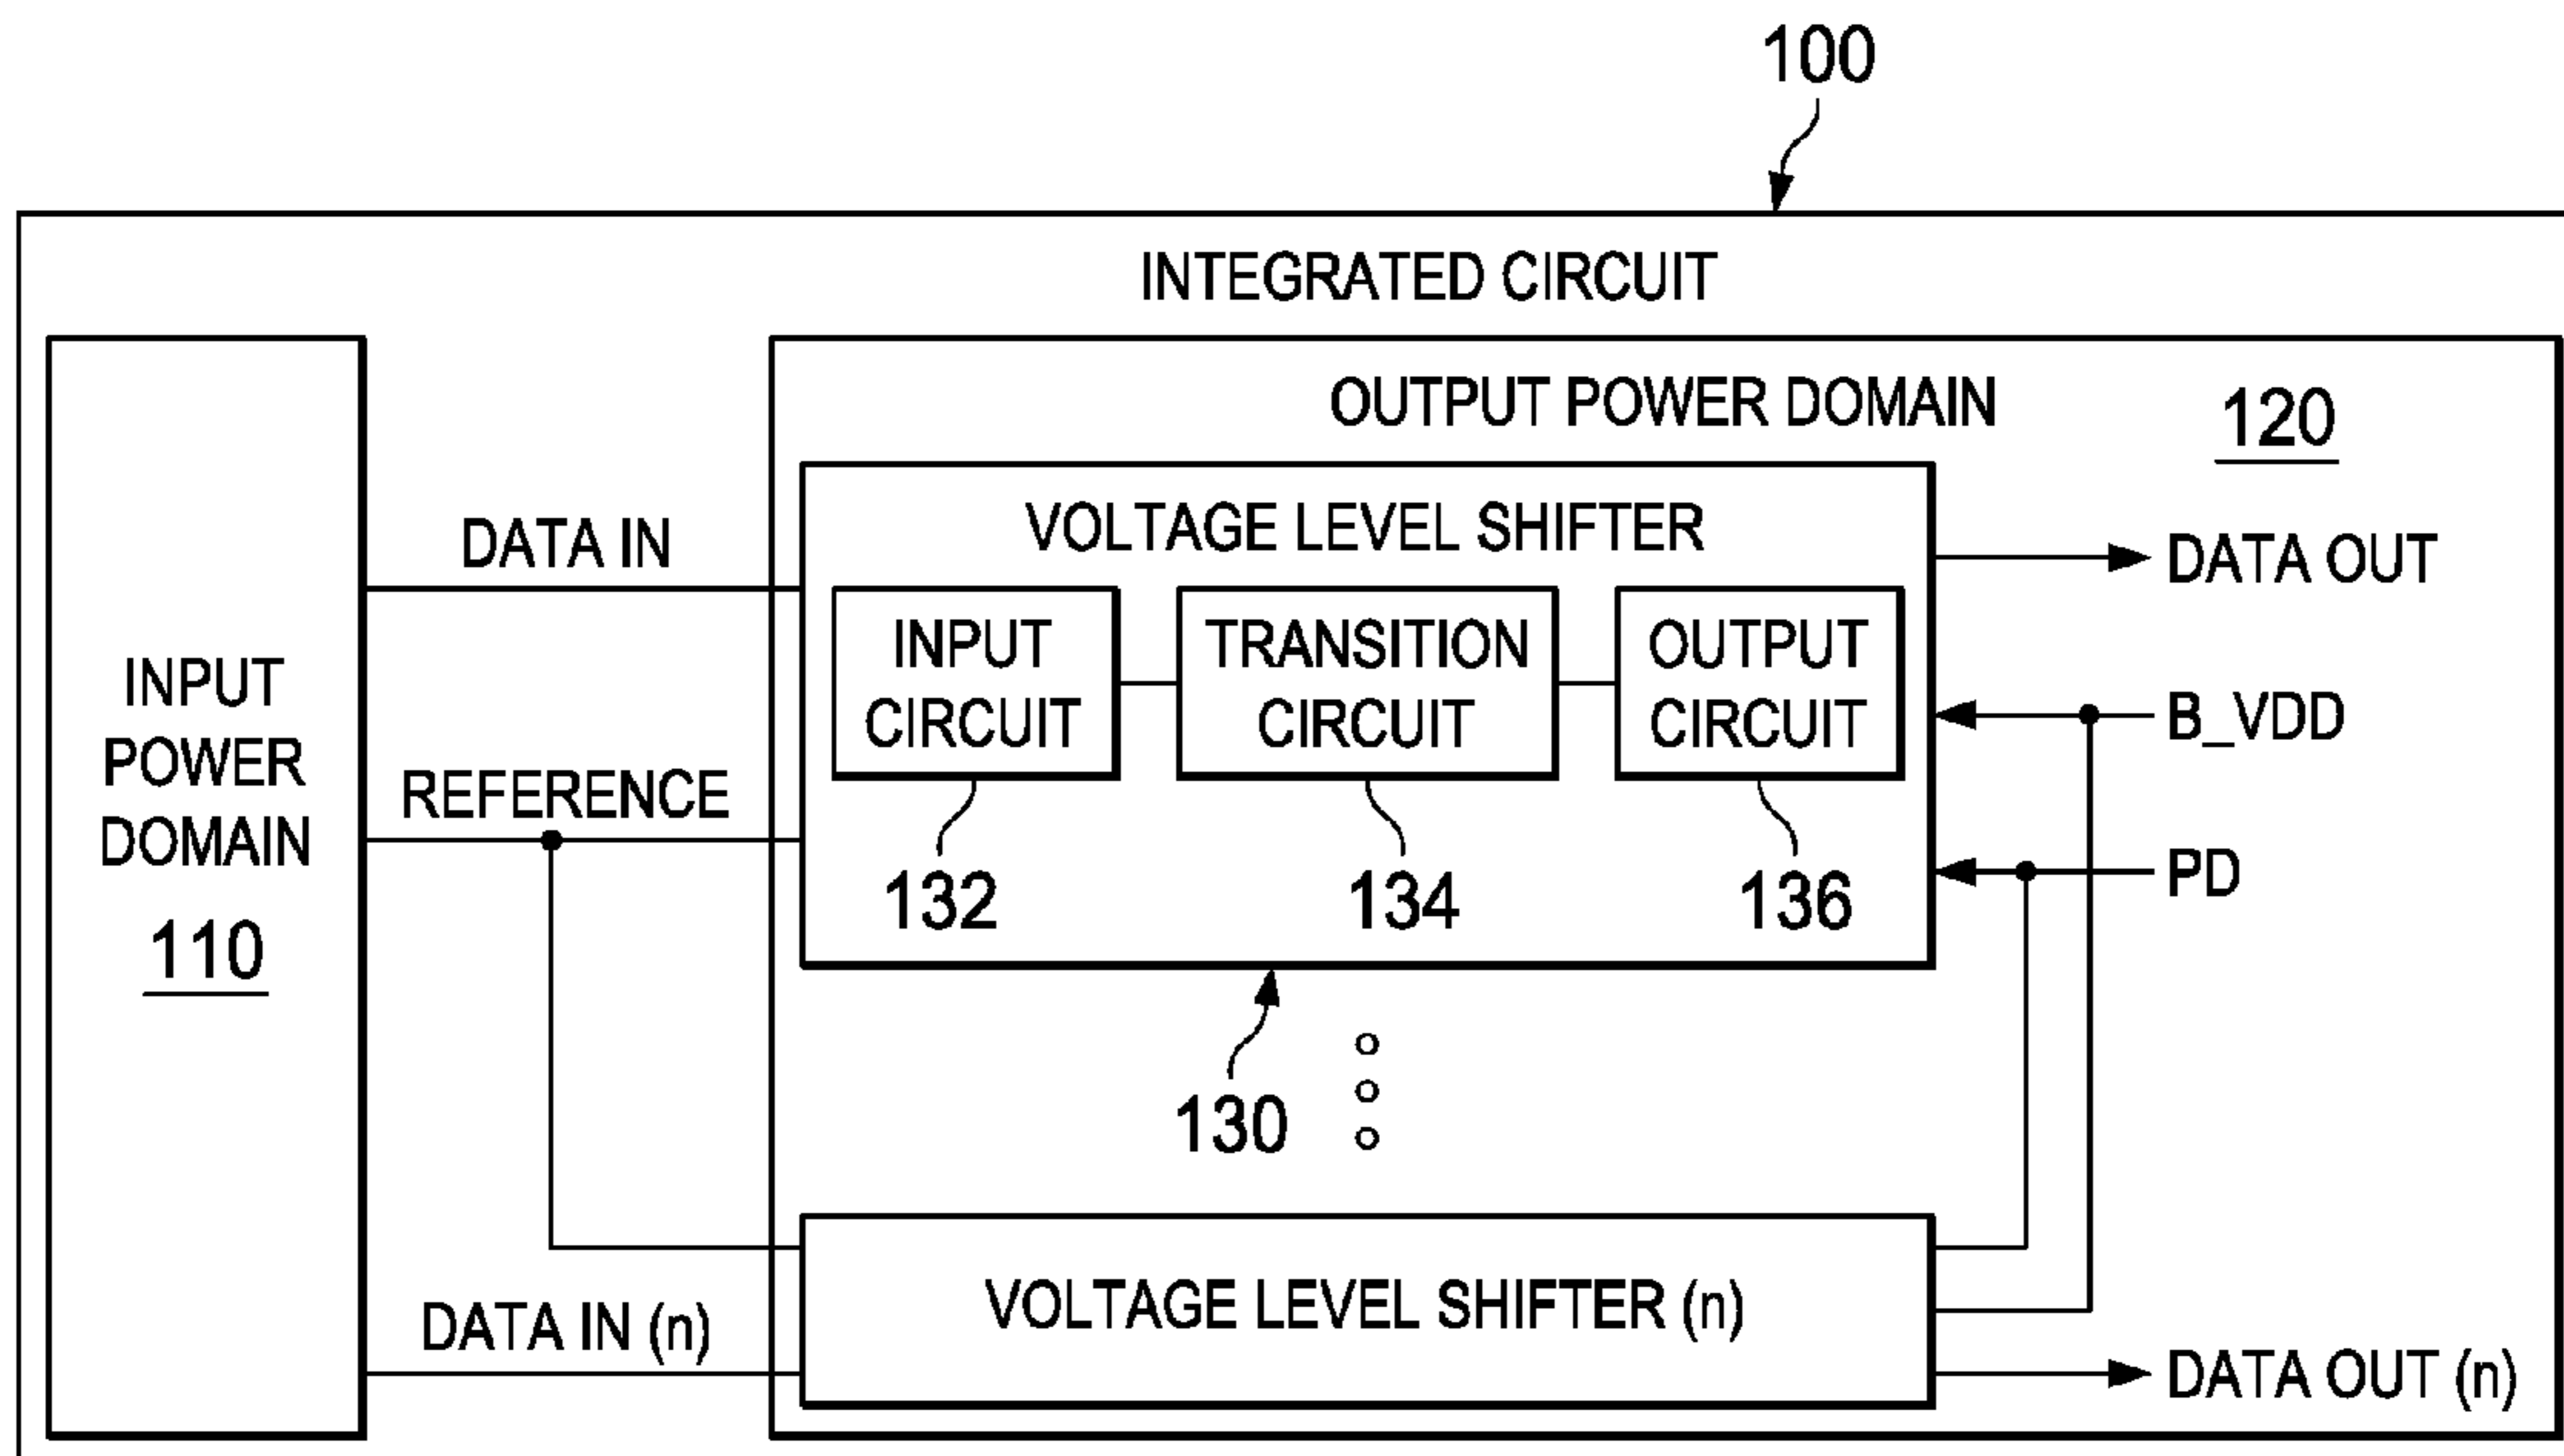 100
INTEGRATED CIRCUIT
INPUT
POWER
DOMAIN
110
DATA IN
REFERENCE
DATA IN (n)
OUTPUT POWER DOMAIN
120
VOLTAGE LEVEL SHIFTER
INPUT
CIRCUIT
132
TRANSITION
CIRCUIT
134
OUTPUT
CIRCUIT
136
130
DATA OUT
B_VDD
PD
VOLTAGE LEVEL SHIFTER (n)
DATA OUT (n)